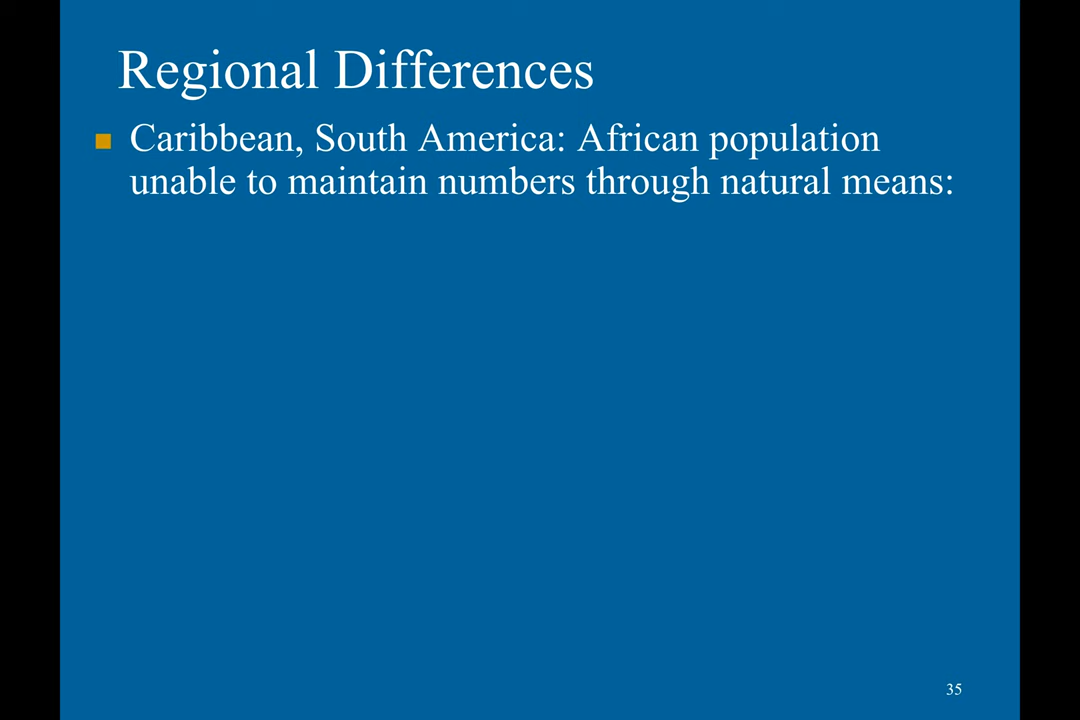 Regional Differences
Caribbean, South America: African population
unable to maintain numbers through natural means:
35